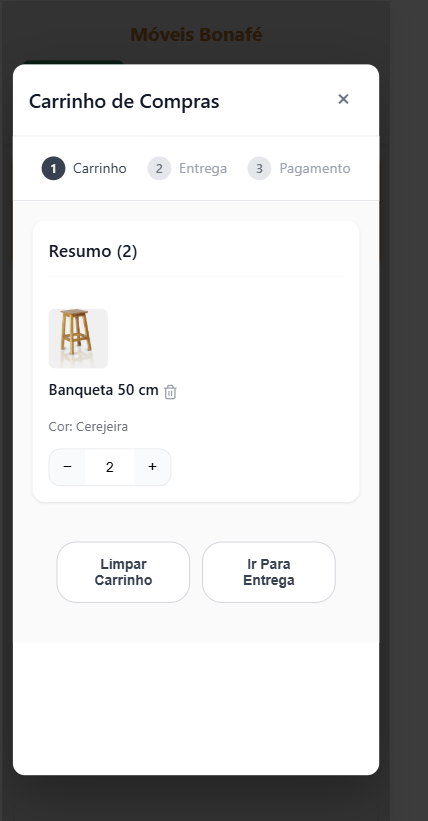 Móveis Bonafé
Carrinho de Compras ×
1 Carrinho 2 Entrega 3 Pagamento
Resumo (2)
Banqueta 50 cm
Cor: Cerejeira
− 2 +
Limpar
Carrinho
Ir Para
Entrega